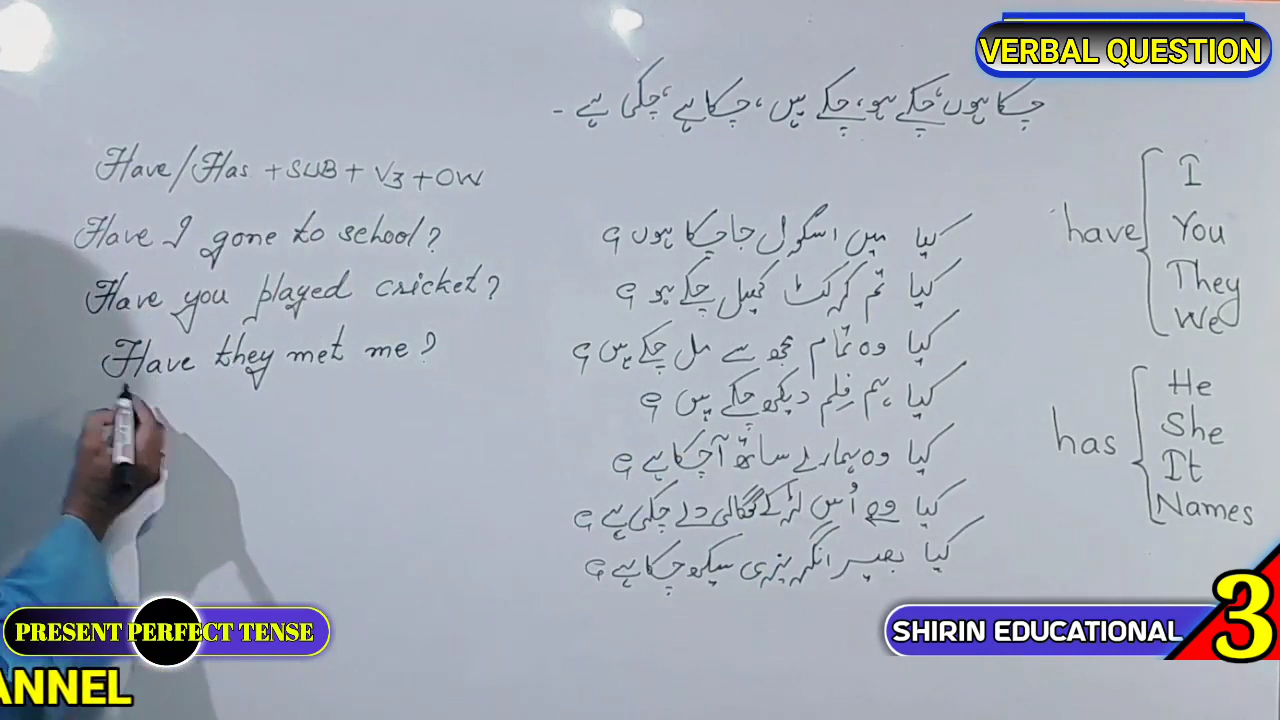 VERBAL QUESTION
چکا ہوں، چکے ہو، چکے ہیں، چکا ہے، چکی ہے ۔
Have/Has + SUB + V3 + OW
Have I gone to school?
Have you played cricket?
Have they met me?
کیا میں اسکول جا چکا ہوں؟
کیا تم کرکٹ کھیل چکے ہو؟
کیا وہ تمام مجھ سے مل چکے ہیں؟
کیا ہم فلم دیکھ چکے ہیں؟
کیا وہ ہمارے ساتھ آ چکا ہے؟
کیا وہ اُس لڑکے گالی دے چکی ہے؟
کیا انگریزی سیکھ چکا ہے؟
have
I
You
They
We
has
He
She
It
Names
PRESENT PERFECT TENSE
SHIRIN EDUCATIONAL
3
ANNEL